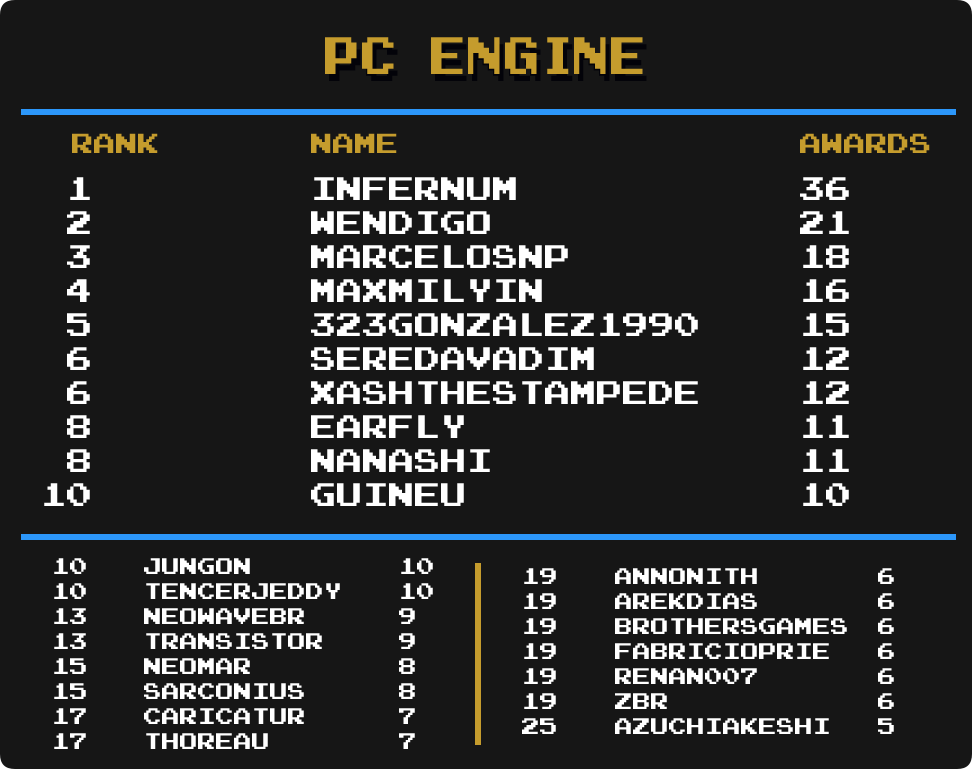 PC ENGINE
RANK NAME AWARDS
1 INFERNUM 36
2 WENDIGO 21
3 MARCELOSNP 18
4 MAXMILYIN 16
5 323GONZALEZ1990 15
6 SEREDAVADIM 12
6 XASHTHESTAMPEDE 12
8 EARFLY 11
8 NANASHI 11
10 GUINEU 10
10 JUNGON 10
10 TENCERJEDDY 10
13 NEOWAVEBR 9
13 TRANSISTOR 9
15 NEOMAR 8
15 SARCONIUS 8
17 CARICATUR 7
17 THOREAU 7
19 ANNONITH 6
19 AREKDIAS 6
19 BROTHERSGAMES 6
19 FABRICIOPRIE 6
19 RENAN007 6
19 ZBR 6
25 AZUCHIAKESHI 5